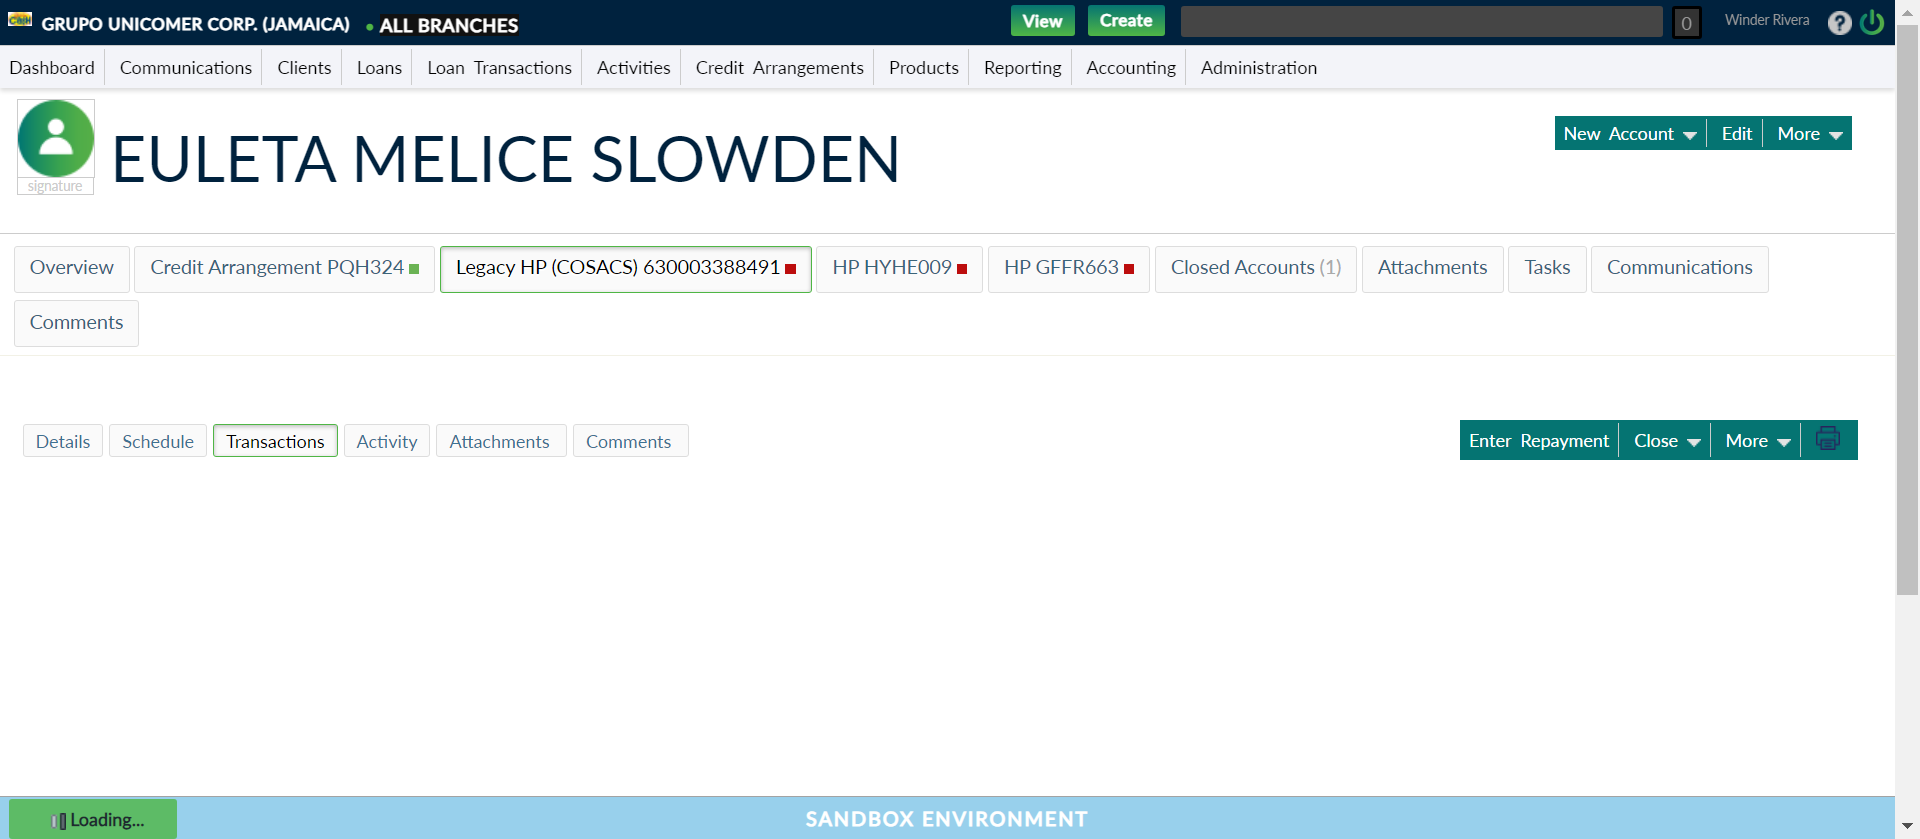 GRUPO UNICOMER CORP. (JAMAICA) • ALL BRANCHES View Create 0 Winder Rivera ?
Dashboard Communications Clients Loans Loan Transactions Activities Credit Arrangements Products Reporting Accounting Administration
EULETA MELICE SLOWDEN
signature
New Account Edit More
Overview Credit Arrangement PQH324 Legacy HP (COSACS) 630003388491 HP HYHE009 HP GFFR663 Closed Accounts (1) Attachments Tasks Communications
Comments
Details Schedule Transactions Activity Attachments Comments Enter Repayment Close More
Loading... SANDBOX ENVIRONMENT